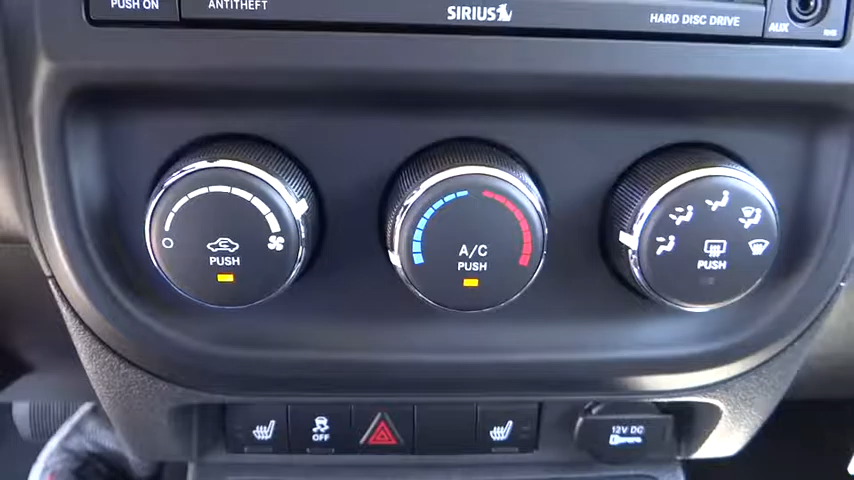 PUSH ON
ANTITHEFT
SIRIUS
HARD DISC DRIVE
AUX
PUSH
A/C
PUSH
PUSH
OFF
12V DC